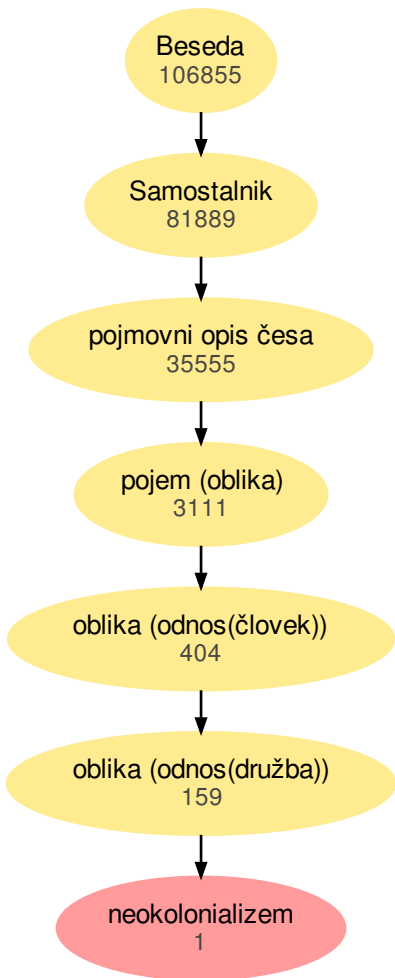 Beseda
106855
Samostalnik
81889
pojmovni opis česa
35555
pojem (oblika)
3111
oblika (odnos(človek))
404
oblika (odnos(družba))
159
neokolonializem
1